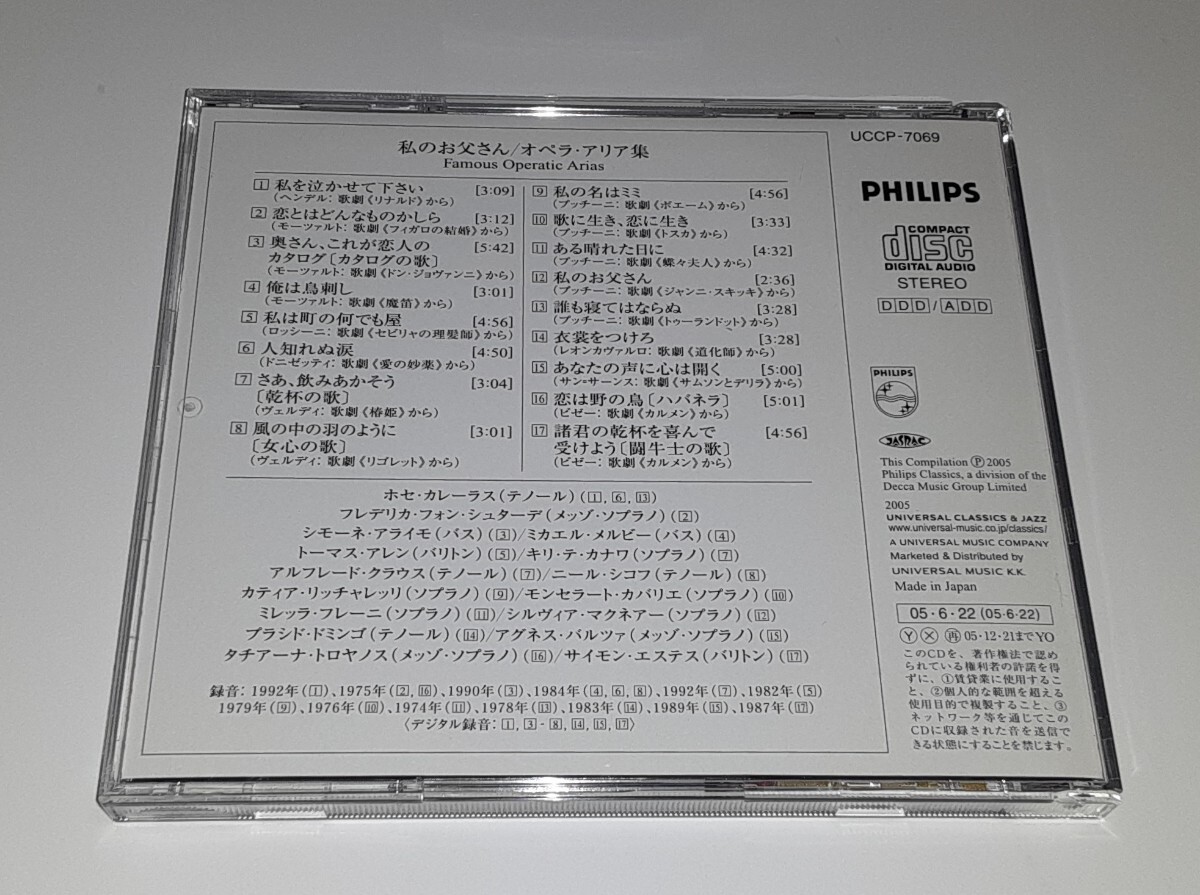 私のお父さん/オペラ・アリア集
Famous Operatic Arias
1 私を泣かせて下さい [3:09]
(ヘンデル: 歌劇《リナルド》から)
2 恋とはどんなものかしら [3:12]
(モーツァルト: 歌劇《フィガロの結婚》から)
3 奥さん、これが恋人の [5:42]
カタログ〔カタログの歌〕
(モーツァルト: 歌劇《ドン・ジョヴァンニ》から)
4 俺は鳥刺し [3:01]
(モーツァルト: 歌劇《魔笛》から)
5 私は町の何でも屋 [4:56]
(ロッシーニ: 歌劇《セビリャの理髪師》から)
6 人知れぬ涙 [4:50]
(ドニゼッティ: 歌劇《愛の妙薬》から)
7 さあ、飲みあかそう [3:04]
〔乾杯の歌〕
(ヴェルディ: 歌劇《椿姫》から)
8 風の中の羽のように [3:01]
〔女心の歌〕
(ヴェルディ: 歌劇《リゴレット》から)
9 私の名はミミ [4:56]
(プッチーニ: 歌劇《ボエーム》から)
10 歌に生き、恋に生き [3:33]
(プッチーニ: 歌劇《トスカ》から)
11 ある晴れた日に [4:32]
(プッチーニ: 歌劇《蝶々夫人》から)
12 私のお父さん [2:36]
(プッチーニ: 歌劇《ジャンニ・スキッキ》から)
13 誰も寝てはならぬ [3:28]
(プッチーニ: 歌劇《トゥーランドット》から)
14 衣裳をつけろ [3:28]
(レオンカヴァルロ: 歌劇《道化師》から)
15 あなたの声に心は開く [5:00]
(サン=サーンス: 歌劇《サムソンとデリラ》から)
16 恋は野の鳥〔ハバネラ〕 [5:01]
(ビゼー: 歌劇《カルメン》から)
17 諸君の乾杯を喜んで [4:56]
受けよう〔闘牛士の歌〕
(ビゼー: 歌劇《カルメン》から)
ホセ・カレーラス(テノール)(1, 6, 13)
フレデリカ・フォン・シュターデ(メッゾ・ソプラノ)(2)
シモーネ・アライモ(バス)(3)/ミカエル・メルビー(バス)(4)
トーマス・アレン(バリトン)(5)/キリ・テ・カナワ(ソプラノ)(7)
アルフレード・クラウス(テノール)(7)/ニール・シコフ(テノール)(8)
カティア・リッチャレッリ(ソプラノ)(9)/モンセラート・カバリエ(ソプラノ)(10)
ミレッラ・フレーニ(ソプラノ)(11)/シルヴィア・マクネアー(ソプラノ)(12)
プラシド・ドミンゴ(テノール)(14)/アグネス・バルツァ(メッゾ・ソプラノ)(15)
タチアーナ・トロヤノス(メッゾ・ソプラノ)(16)/サイモン・エステス(バリトン)(17)
録音: 1992年(1)、1975年(2, 16)、1990年(3)、1984年(4, 6, 8)、1992年(7)、1982年(5)
1979年(9)、1976年(10)、1974年(11)、1978年(13)、1983年(14)、1989年(15)、1987年(17)
〈デジタル録音: 1, 3 - 8, 14, 15, 17〉
UCCP-7069
PHILIPS
COMPACT
disc
DIGITAL AUDIO
STEREO
DDD/ADD
PHILIPS
JASRAC
This Compilation Ⓟ 2005
Philips Classics, a division of the
Decca Music Group Limited
2005
UNIVERSAL CLASSICS & JAZZ
www.universal-music.co.jp/classics/
A UNIVERSAL MUSIC COMPANY
Marketed & Distributed by
UNIVERSAL MUSIC K.K.
Made in Japan
05・6・22 (05・6・22)
Ⓨ Ⓧ 再 05・12・21まで YO
このCDを、著作権法で認め
られている権利者の許諾を得
ずに、①賃貸業に使用するこ
と、②個人的な範囲を超える
使用目的で複製すること、③
ネットワーク等を通じてこの
CDに収録された音を送信で
きる状態にすることを禁じます。